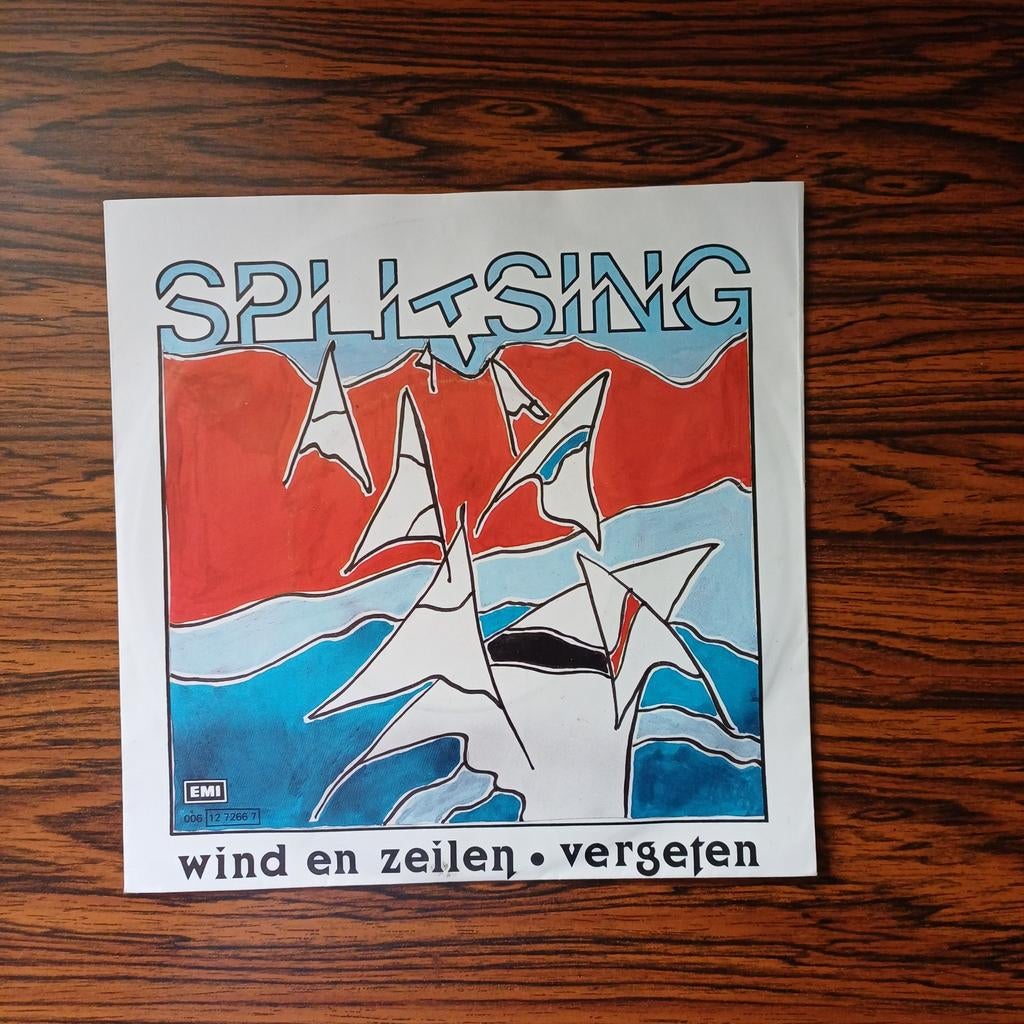 SPLITSING
EMI
006 12 7266 7
wind en zeilen • vergeten